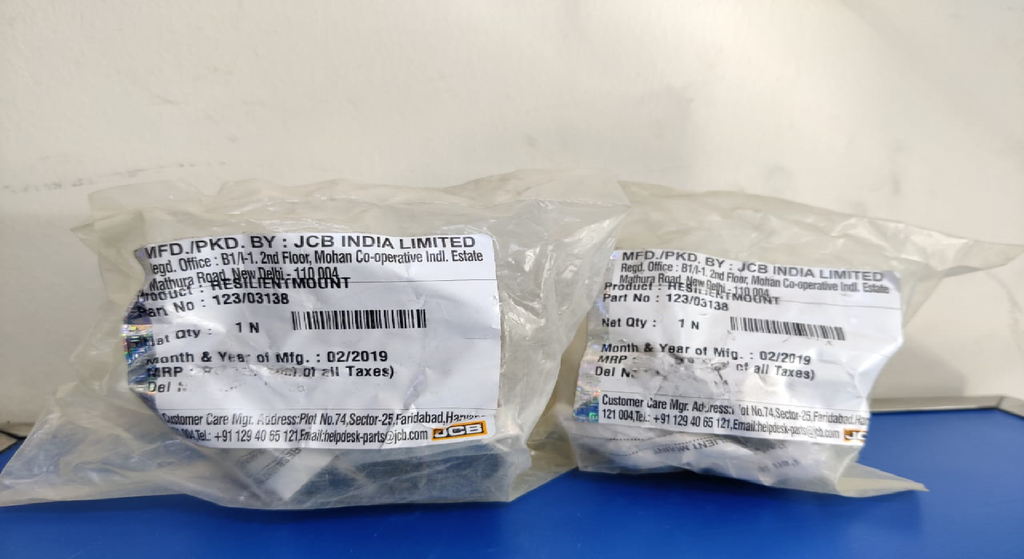 MFD./PKD. BY : JCB INDIA LIMITED
Regd. Office : B1/I-1. 2nd Floor, Mohan Co-operative Indl. Estate
Mathura Road, New Delhi - 110 004
Product : RESILIENTMOUNT
Part No : 123/03138
Net Qty : 1 N
Month & Year of Mfg. : 02/2019
MRP : of all Taxes)
Del
Customer Care Mgr. Address:Plot No.74,Sector-25,Faridabad,
Tel.: +91 129 40 65 121,Email:helpdesk-parts@jcb.com JCB
MFD./PKD. BY : JCB INDIA LIMITED
Regd. Office : B1/I-1. 2nd Floor, Mohan Co-operative Indl. Estate
Mathura Road, New Delhi - 110 004
Product : RESILIENTMOUNT
Part No : 123/03138
Net Qty : 1 N
Month & Year of Mfg. : 02/2019
MRP of all Taxes)
Del
Customer Care Mgr. Address: No.74,Sector-25,Faridabad,
121 004,Tel.: +91 129 40 65 121,Email:helpdesk-parts@jcb.com